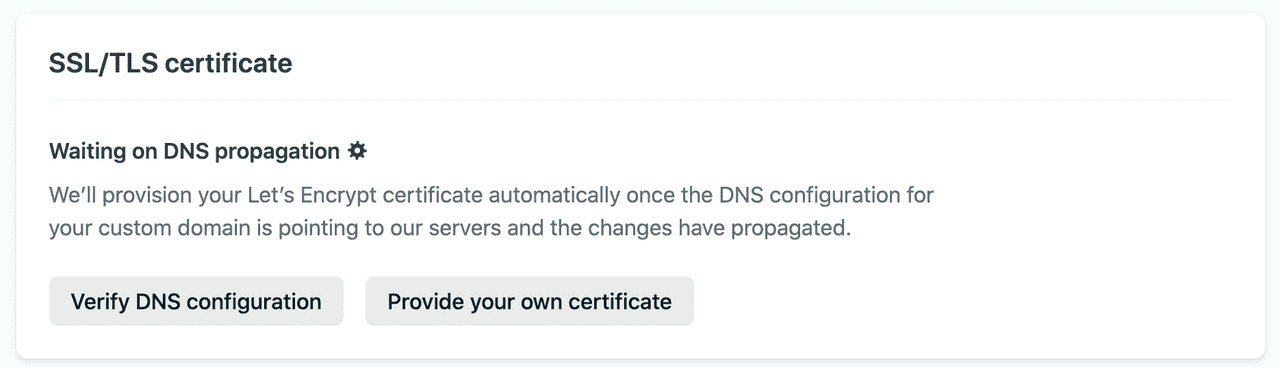 SSL/TLS certificate
Waiting on DNS propagation
We’ll provision your Let’s Encrypt certificate automatically once the DNS configuration for
your custom domain is pointing to our servers and the changes have propagated.
Verify DNS configuration
Provide your own certificate